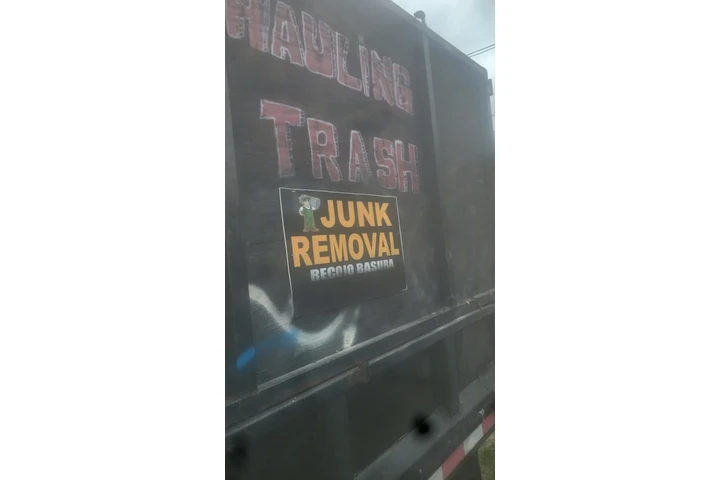 HAULING
TRASH
JUNK
REMOVAL
RECOJO BASURA